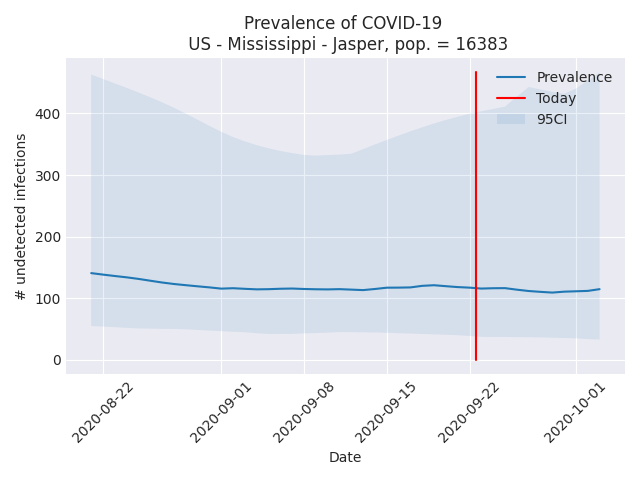 Prevalence of COVID-19
US - Mississippi - Jasper, pop. = 16383
Prevalence
Today
95CI
# undetected infections
400
300
200
100
0
2020-08-22
2020-09-01
2020-09-08
2020-09-15
2020-09-22
2020-10-01
Date